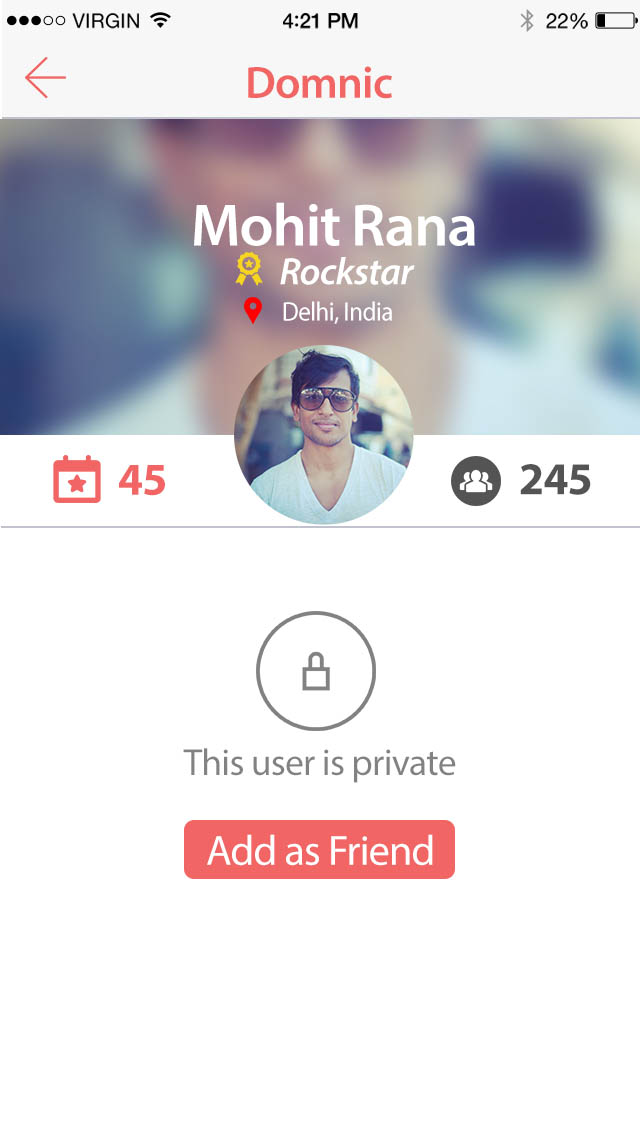 VIRGIN 4:21 PM 22%
Domnic
Mohit Rana
Rockstar
Delhi, India
45 245
This user is private
Add as Friend